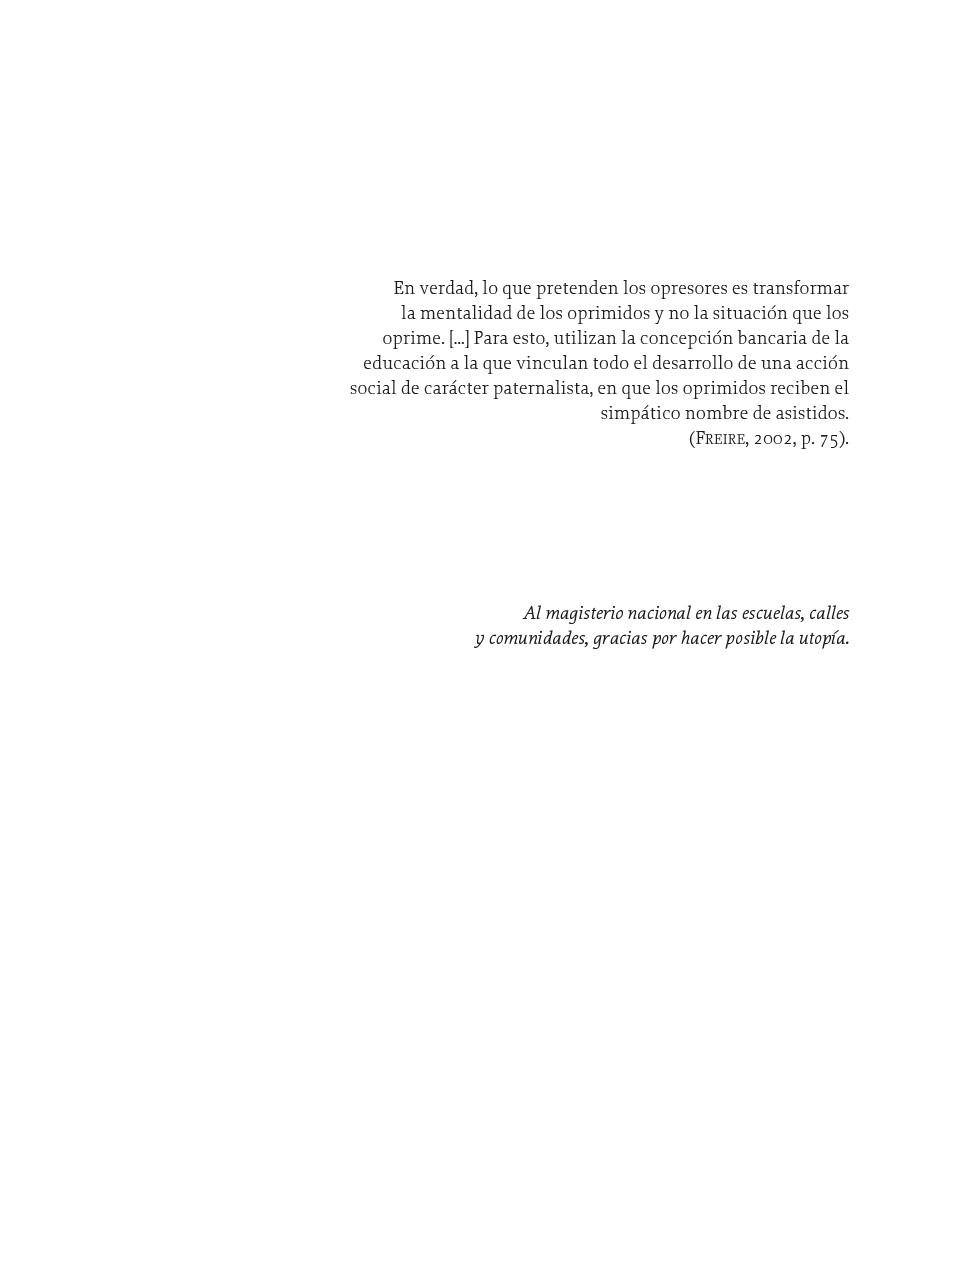 En verdad, lo que pretenden los opresores es transformar
la mentalidad de los oprimidos y no la situación que los
oprime. [...] Para esto, utilizan la concepción bancaria de la
educación a la que vinculan todo el desarrollo de una acción
social de carácter paternalista, en que los oprimidos reciben el
simpático nombre de asistidos.
(Freire, 2002, p. 75).
Al magisterio nacional en las escuelas, calles
y comunidades, gracias por hacer posible la utopía.